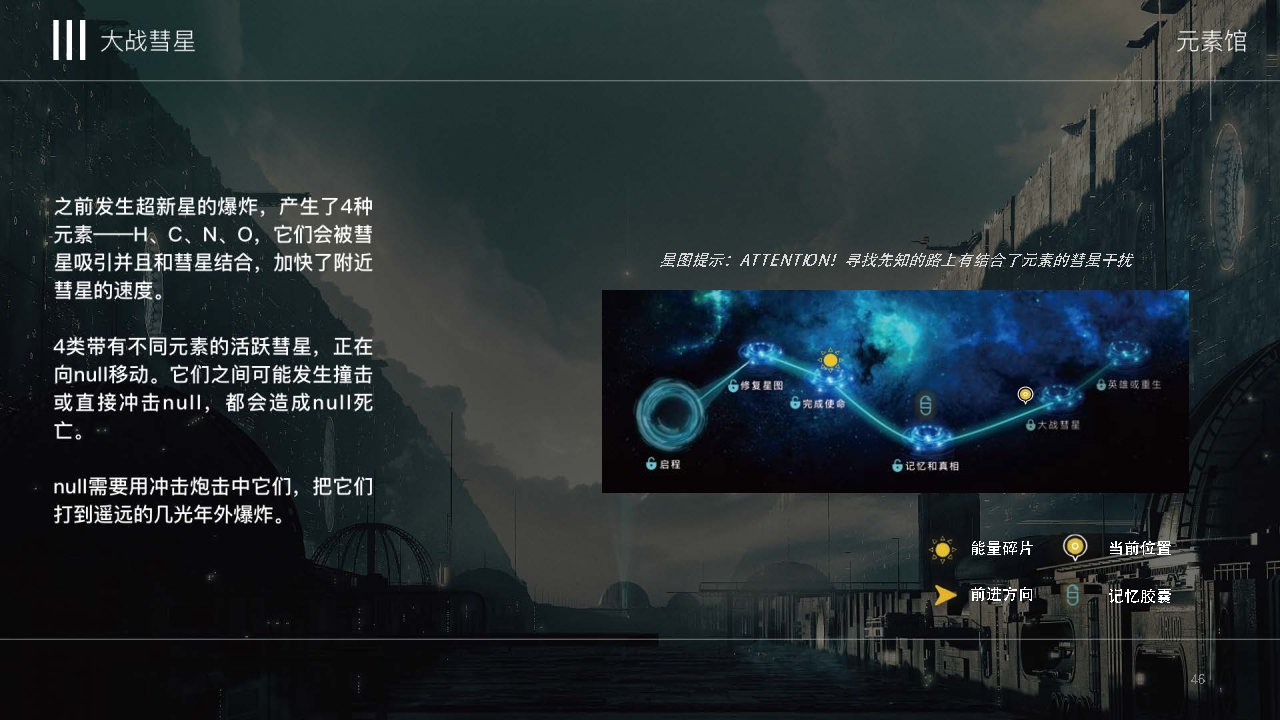 大战彗星
元素馆
之前发生超新星的爆炸，产生了4种
元素——H、C、N、O，它们会被彗
星吸引并且和彗星结合，加快了附近
彗星的速度。
4类带有不同元素的活跃彗星，正在
向null移动。它们之间可能发生撞击
或直接冲击null，都会造成null死
亡。
null需要用冲击炮击中它们，把它们
打到遥远的几光年外爆炸。
星图提示：ATTENTION！寻找先知的路上有结合了元素的彗星干扰
启程
修复星图
完成使命
记忆和真相
大战彗星
英雄或重生
能量碎片
当前位置
前进方向
记忆胶囊
46